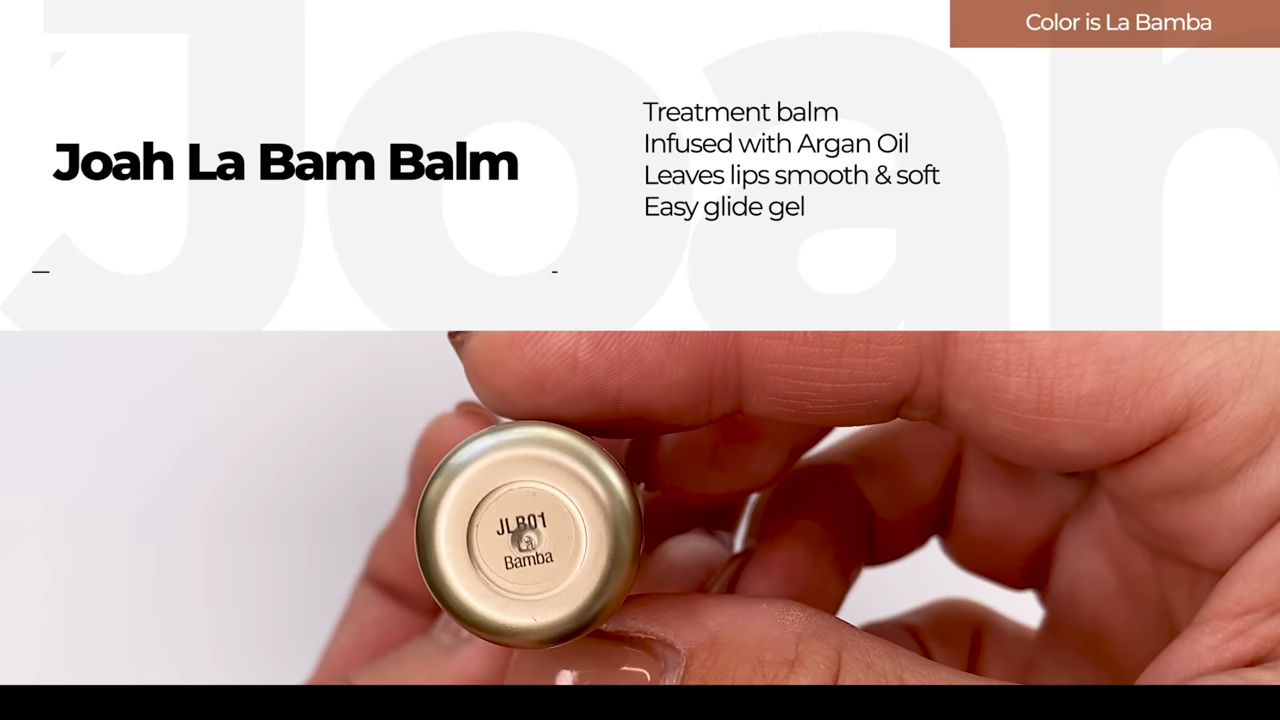 Color is La Bamba
Joah La Bam Balm
Treatment balm
Infused with Argan Oil
Leaves lips smooth & soft
Easy glide gel
JLB01
La
Bamba